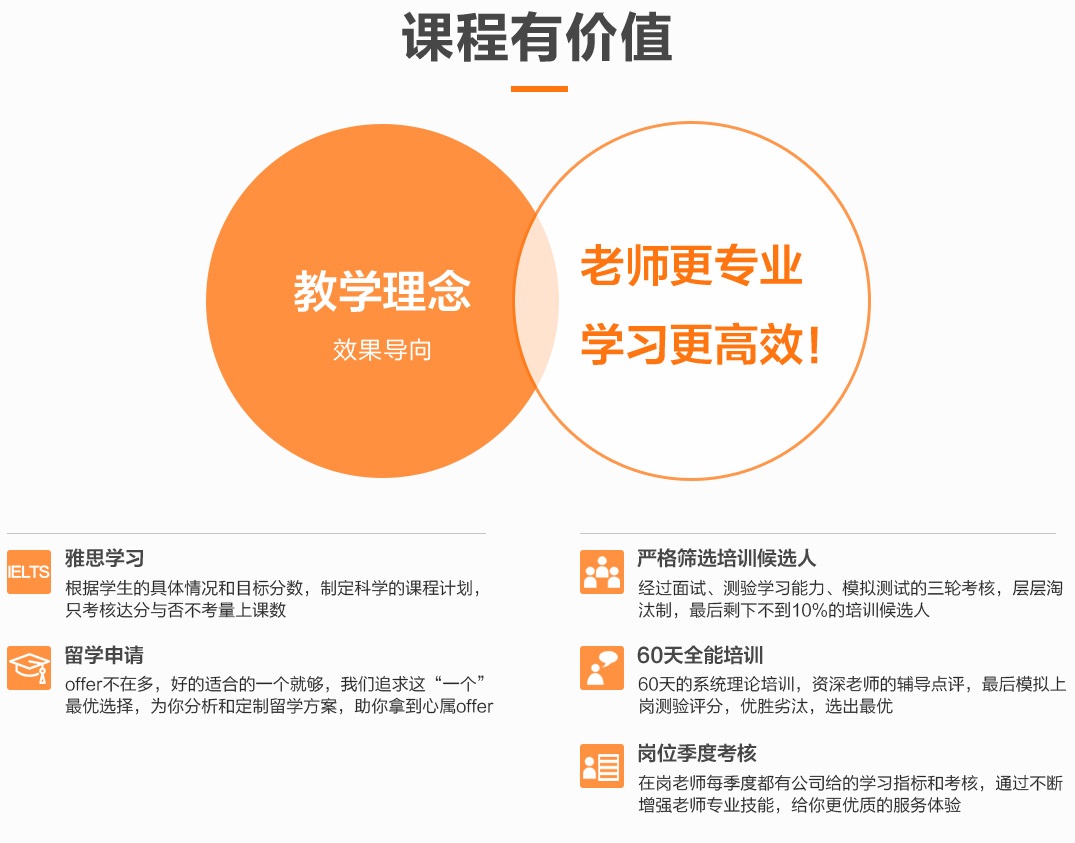 课程有价值
教学理念
效果导向
老师更专业
学习更高效！
IELTS
雅思学习
根据学生的具体情况和目标分数，制定科学的课程计划，
只考核达分与否不考量上课数
留学申请
offer不在多，好的适合的一个就够，我们追求这“一个”
最优选择，为你分析和定制留学方案，助你拿到心属offer
严格筛选培训候选人
经过面试、测验学习能力、模拟测试的三轮考核，层层淘
汰制，最后剩下不到10%的培训候选人
60天全能培训
60天的系统理论培训，资深老师的辅导点评，最后模拟上
岗测验评分，优胜劣汰，选出最优
岗位季度考核
在岗老师每季度都有公司给的学习指标和考核，通过不断
增强老师专业技能，给你更优质的服务体验